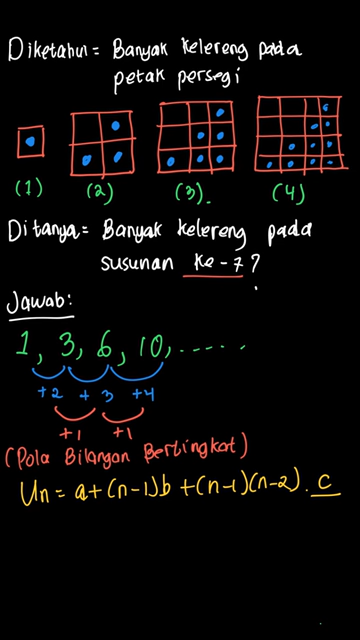 Diketahui= Banyak kelereng pada
petak persegi
(1) (2) (3). (4)
Ditanya= Banyak kelereng pada
susunan ke-7?
Jawab:
1, 3, 6, 10, ......
+2 +3 +4
+1 +1
(Pola Bilangan Bertingkat)
Un = a+(n-1)b +(n-1)(n-2). c